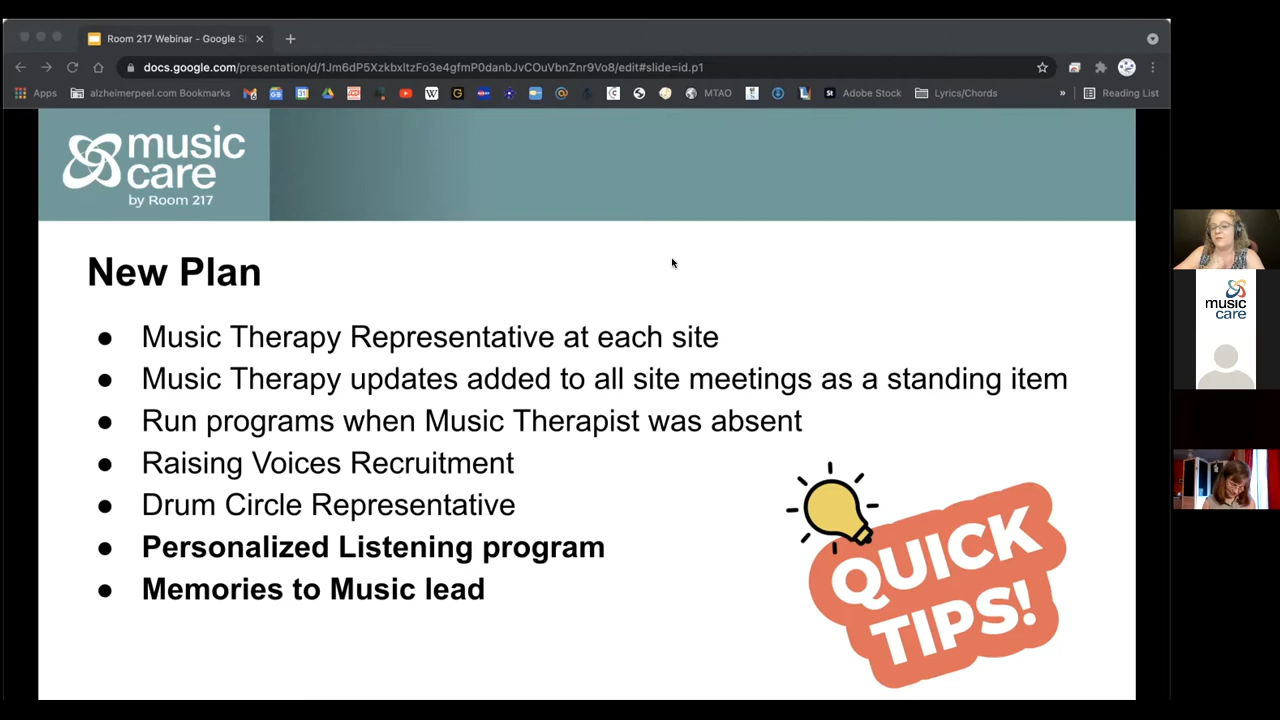 Room 217 Webinar - Google Sl
docs.google.com/presentation/d/1Jm6dP5XzkbxltzFo3e4gfmP0danbJvCOuVbnZnr9Vo8/edit#slide=id.p1
Apps
alzheimerpeel.com Bookmarks
MTAO
Adobe Stock
Lyrics/Chords
»
Reading List
music
care
by Room 217
New Plan
● Music Therapy Representative at each site
● Music Therapy updates added to all site meetings as a standing item
● Run programs when Music Therapist was absent
● Raising Voices Recruitment
● Drum Circle Representative
● Personalized Listening program
● Memories to Music lead
QUICK
TIPS!
music
care